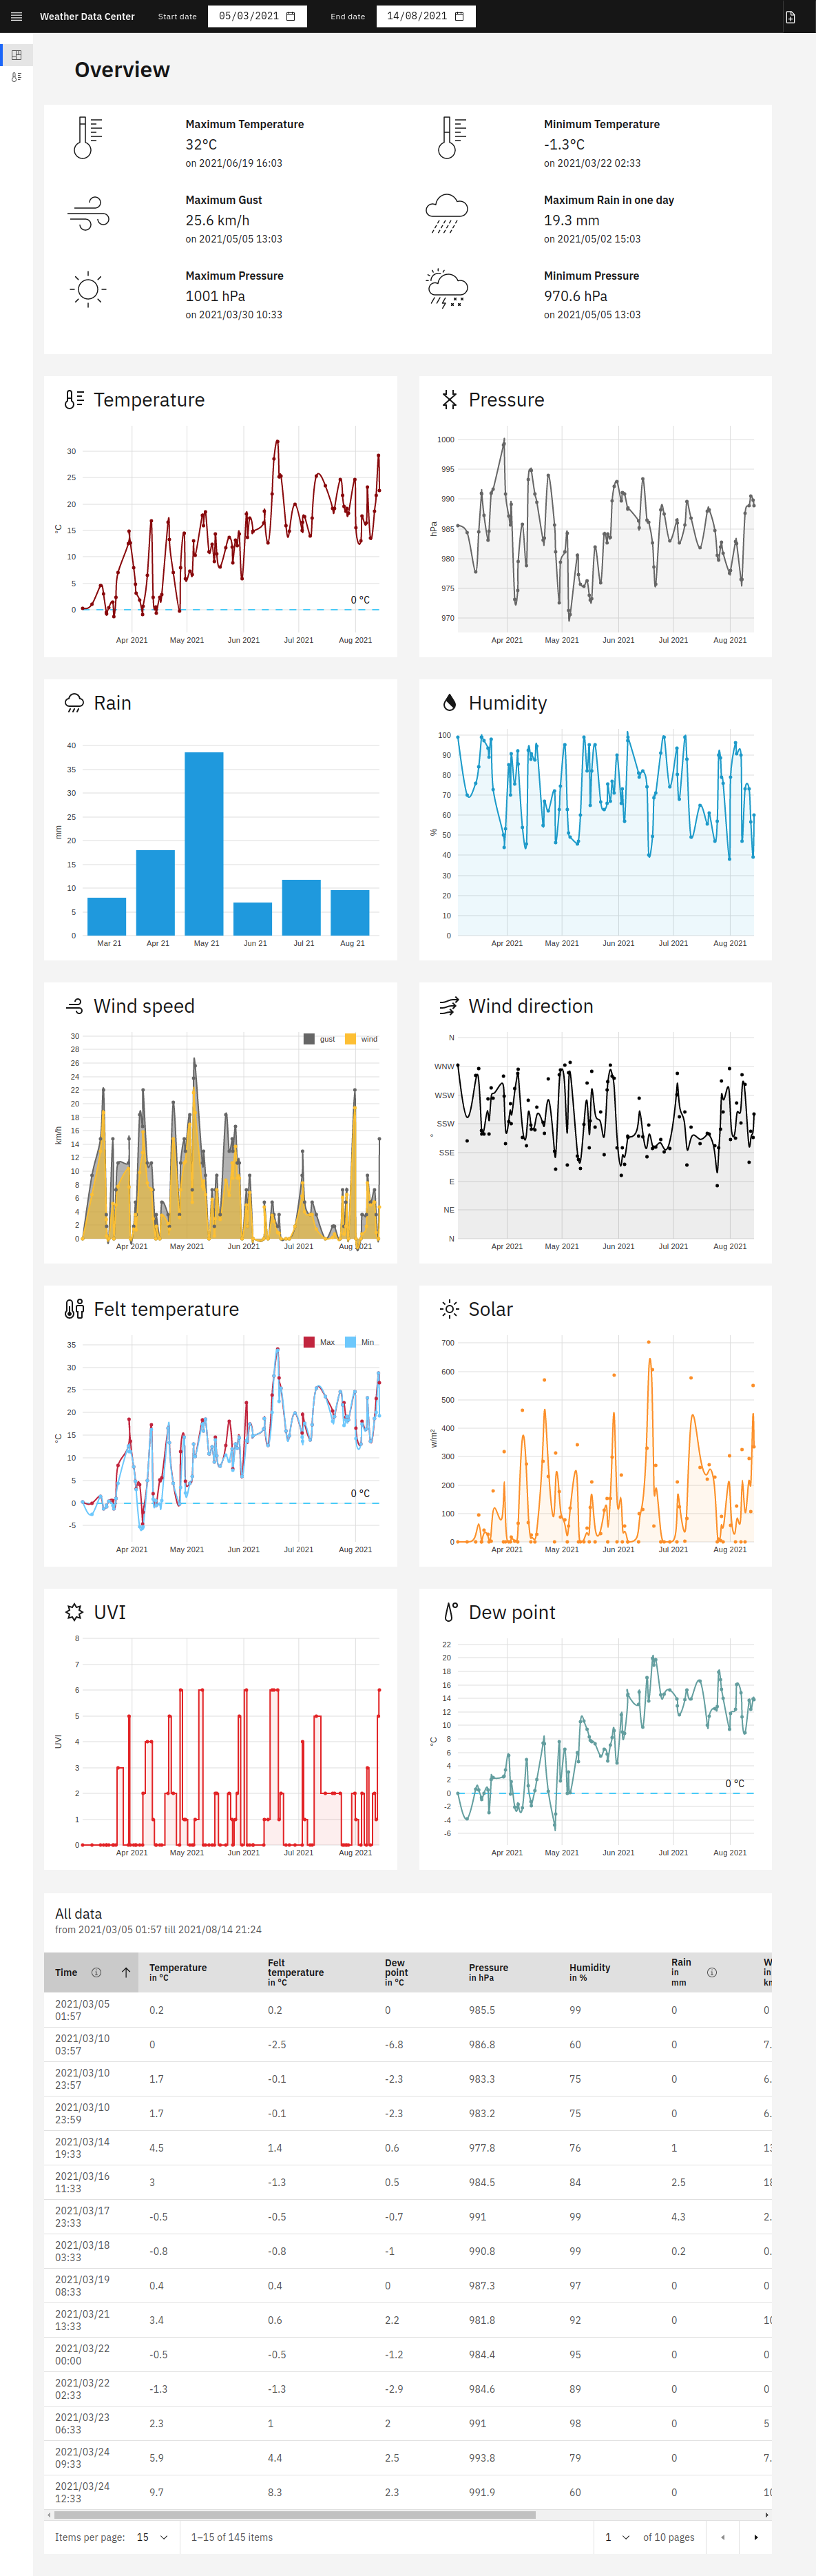 Weather Data Center
Start date
05/03/2021
End date
14/08/2021
Overview
Maximum Temperature
32°C
on 2021/06/19 16:03
Minimum Temperature
-1.3°C
on 2021/03/22 02:33
Maximum Gust
25.6 km/h
on 2021/05/05 13:03
Maximum Rain in one day
19.3 mm
on 2021/05/02 15:03
Maximum Pressure
1001 hPa
on 2021/03/30 10:33
Minimum Pressure
970.6 hPa
on 2021/05/05 13:03
Temperature
30
25
20
15
10
5
0
°C
0 °C
Apr 2021 May 2021 Jun 2021 Jul 2021 Aug 2021
Pressure
1000
995
990
985
980
975
970
hPa
Apr 2021 May 2021 Jun 2021 Jul 2021 Aug 2021
Rain
40
35
30
25
20
15
10
5
0
mm
Mar 21 Apr 21 May 21 Jun 21 Jul 21 Aug 21
Humidity
100
90
80
70
60
50
40
30
20
10
0
%
Apr 2021 May 2021 Jun 2021 Jul 2021 Aug 2021
Wind speed
gust wind
30
28
26
24
22
20
18
16
14
12
10
8
6
4
2
0
km/h
Apr 2021 May 2021 Jun 2021 Jul 2021 Aug 2021
Wind direction
N
WNW
WSW
SSW
SSE
E
NE
N
°
Apr 2021 May 2021 Jun 2021 Jul 2021 Aug 2021
Felt temperature
Max Min
35
30
25
20
15
10
5
0
-5
°C
0 °C
Apr 2021 May 2021 Jun 2021 Jul 2021 Aug 2021
Solar
700
600
500
400
300
200
100
0
w/m²
Apr 2021 May 2021 Jun 2021 Jul 2021 Aug 2021
UVI
8
7
6
5
4
3
2
1
0
UVI
Apr 2021 May 2021 Jun 2021 Jul 2021 Aug 2021
Dew point
22
20
18
16
14
12
10
8
6
4
2
0
-2
-4
-6
°C
0 °C
Apr 2021 May 2021 Jun 2021 Jul 2021 Aug 2021
All data
from 2021/03/05 01:57 till 2021/08/14 21:24
Time
Temperature
in °C
Felt
temperature
in °C
Dew
point
in °C
Pressure
in hPa
Humidity
in %
Rain
in
mm
W
in
km
2021/03/05
01:57
0.2 0.2 0 985.5 99 0 0
2021/03/10
03:57
0 -2.5 -6.8 986.8 60 0 7.
2021/03/10
23:57
1.7 -0.1 -2.3 983.3 75 0 6.
2021/03/10
23:59
1.7 -0.1 -2.3 983.2 75 0 6.
2021/03/14
19:33
4.5 1.4 0.6 977.8 76 1 13
2021/03/16
11:33
3 -1.3 0.5 984.5 84 2.5 18
2021/03/17
23:33
-0.5 -0.5 -0.7 991 99 4.3 2.
2021/03/18
03:33
-0.8 -0.8 -1 990.8 99 0.2 0.
2021/03/19
08:33
0.4 0.4 0 987.3 97 0 0
2021/03/21
13:33
3.4 0.6 2.2 981.8 92 0 10
2021/03/22
00:00
-0.5 -0.5 -1.2 984.4 95 0 0
2021/03/22
02:33
-1.3 -1.3 -2.9 984.6 89 0 0
2021/03/23
06:33
2.3 1 2 991 98 0 5
2021/03/24
09:33
5.9 4.4 2.5 993.8 79 0 7.
2021/03/24
12:33
9.7 8.3 2.3 991.9 60 0 10
Items per page: 15
1–15 of 145 items
1 of 10 pages